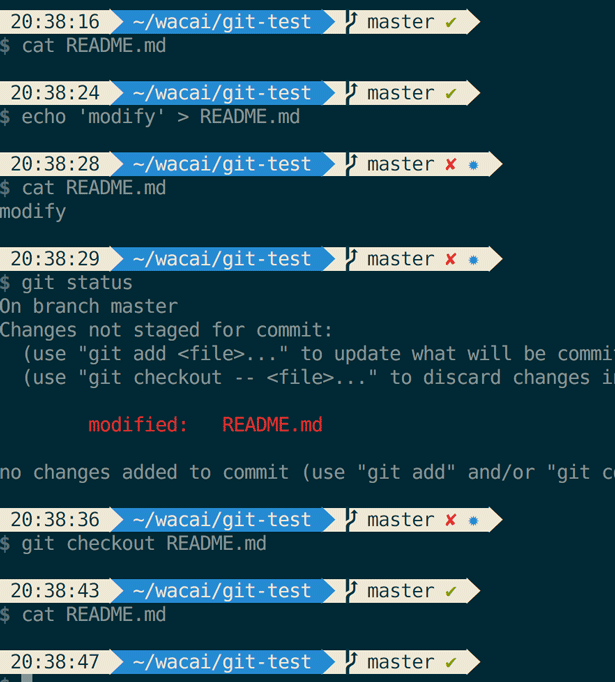 20:38:16 ~/wacai/git-test master ✔
$ cat README.md
20:38:24 ~/wacai/git-test master ✔
$ echo 'modify' > README.md
20:38:28 ~/wacai/git-test master ✘ ✹
$ cat README.md
modify
20:38:29 ~/wacai/git-test master ✘ ✹
$ git status
On branch master
Changes not staged for commit:
(use "git add <file>..." to update what will be commi
(use "git checkout -- <file>..." to discard changes i
modified: README.md
no changes added to commit (use "git add" and/or "git c
20:38:36 ~/wacai/git-test master ✘ ✹
$ git checkout README.md
20:38:43 ~/wacai/git-test master ✔
$ cat README.md
20:38:47 ~/wacai/git-test master ✔
$